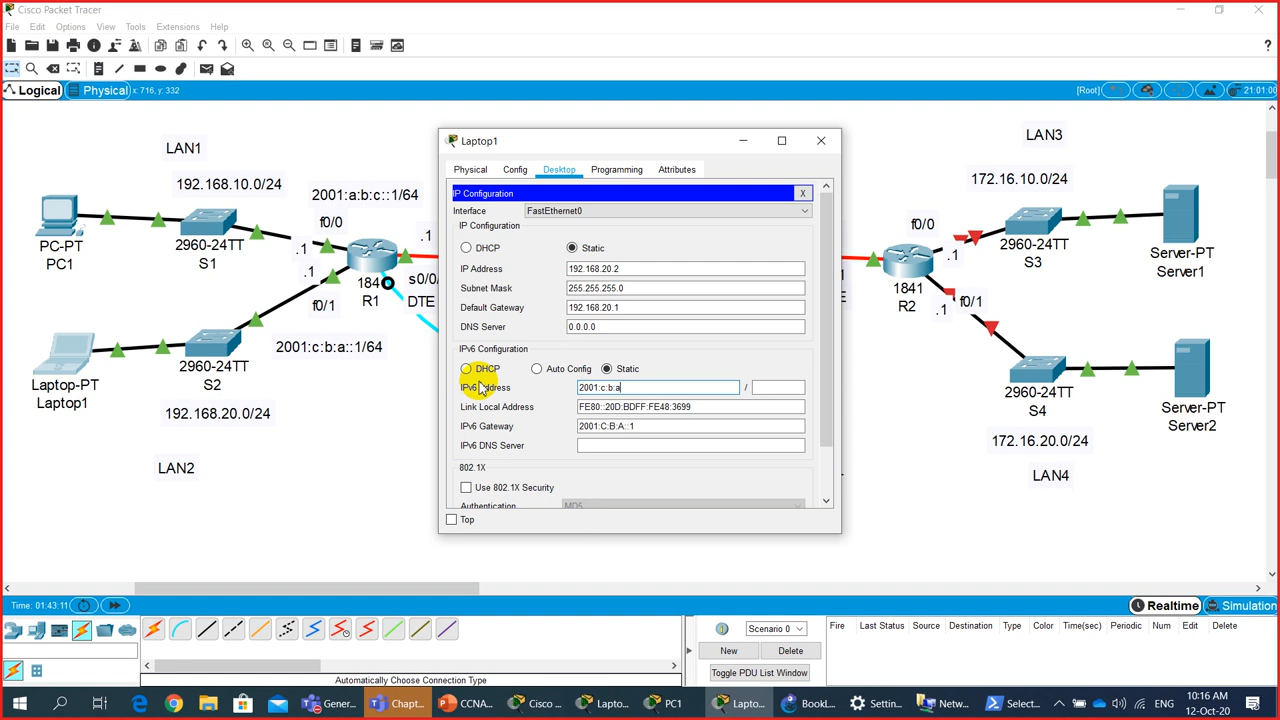 Cisco Packet Tracer
File Edit Options View Tools Extensions Help
Logical Physical x: 716, y: 332 [Root] 21:01:00
LAN1
192.168.10.0/24
2001:a:b:c::1/64
f0/0
.1
.1
PC-PT
PC1
2960-24TT
S1
.1
1841
R1
s0/0/
DTE
f0/1
2001:c:b:a::1/64
Laptop-PT
Laptop1
2960-24TT
S2
192.168.20.0/24
LAN2
Laptop1
Physical Config Desktop Programming Attributes
IP Configuration X
Interface FastEthernet0
IP Configuration
DHCP Static
IP Address 192.168.20.2
Subnet Mask 255.255.255.0
Default Gateway 192.168.20.1
DNS Server 0.0.0.0
IPv6 Configuration
DHCP Auto Config Static
IPv6 Address 2001:c:b:a /
Link Local Address FE80::20D:BDFF:FE48:3699
IPv6 Gateway 2001:C:B:A::1
IPv6 DNS Server
802.1X
Use 802.1X Security
Authentication MD5
Top
LAN3
172.16.10.0/24
f0/0
.1
2960-24TT
S3
Server-PT
Server1
1841
R2
f0/1
.1
2960-24TT
S4
Server-PT
Server2
172.16.20.0/24
LAN4
Time: 01:43:11 Realtime Simulation
Scenario 0
New Delete
Toggle PDU List Window
Fire Last Status Source Destination Type Color Time(sec) Periodic Num Edit Delete
Automatically Choose Connection Type
Gener... Chapt... CCNA... Cisco ... Lapto... PC1 Lapto... BookL... Settin... Netw... Select... ENG
10:16 AM
12-Oct-20